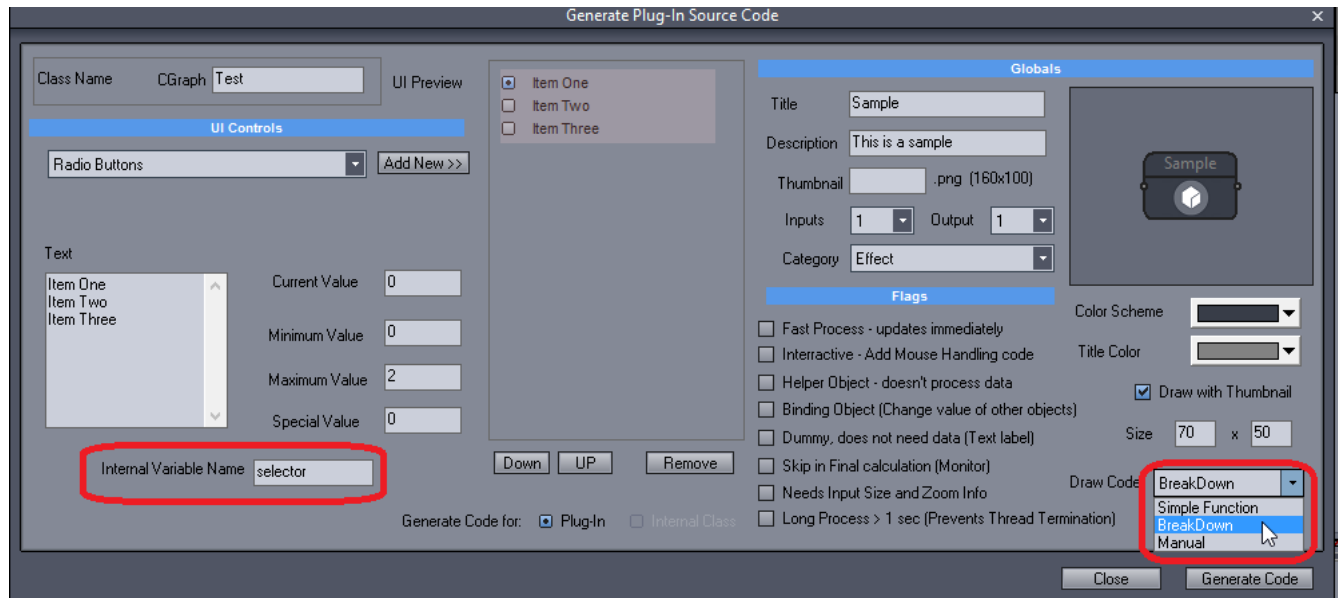 Generate Plug-In Source Code
Class Name CGraph Test
UI Preview
UI Controls
Radio Buttons
Add New >>
Text
Item One
Item Two
Item Three
Current Value 0
Minimum Value 0
Maximum Value 2
Special Value 0
Internal Variable Name selector
Item One
Item Two
Item Three
Down UP Remove
Generate Code for: Plug-In Internal Class
Globals
Title Sample
Description This is a sample
Thumbnail .png (160x100)
Inputs 1 Output 1
Category Effect
Sample
Flags
Fast Process - updates immediately
Interractive - Add Mouse Handling code
Helper Object - doesn't process data
Binding Object (Change value of other objects)
Dummy, does not need data (Text label)
Skip in Final calculation (Monitor)
Needs Input Size and Zoom Info
Long Process > 1 sec (Prevents Thread Termination)
Color Scheme
Title Color
Draw with Thumbnail
Size 70 x 50
Draw Code BreakDown
Simple Function
BreakDown
Manual
Close Generate Code